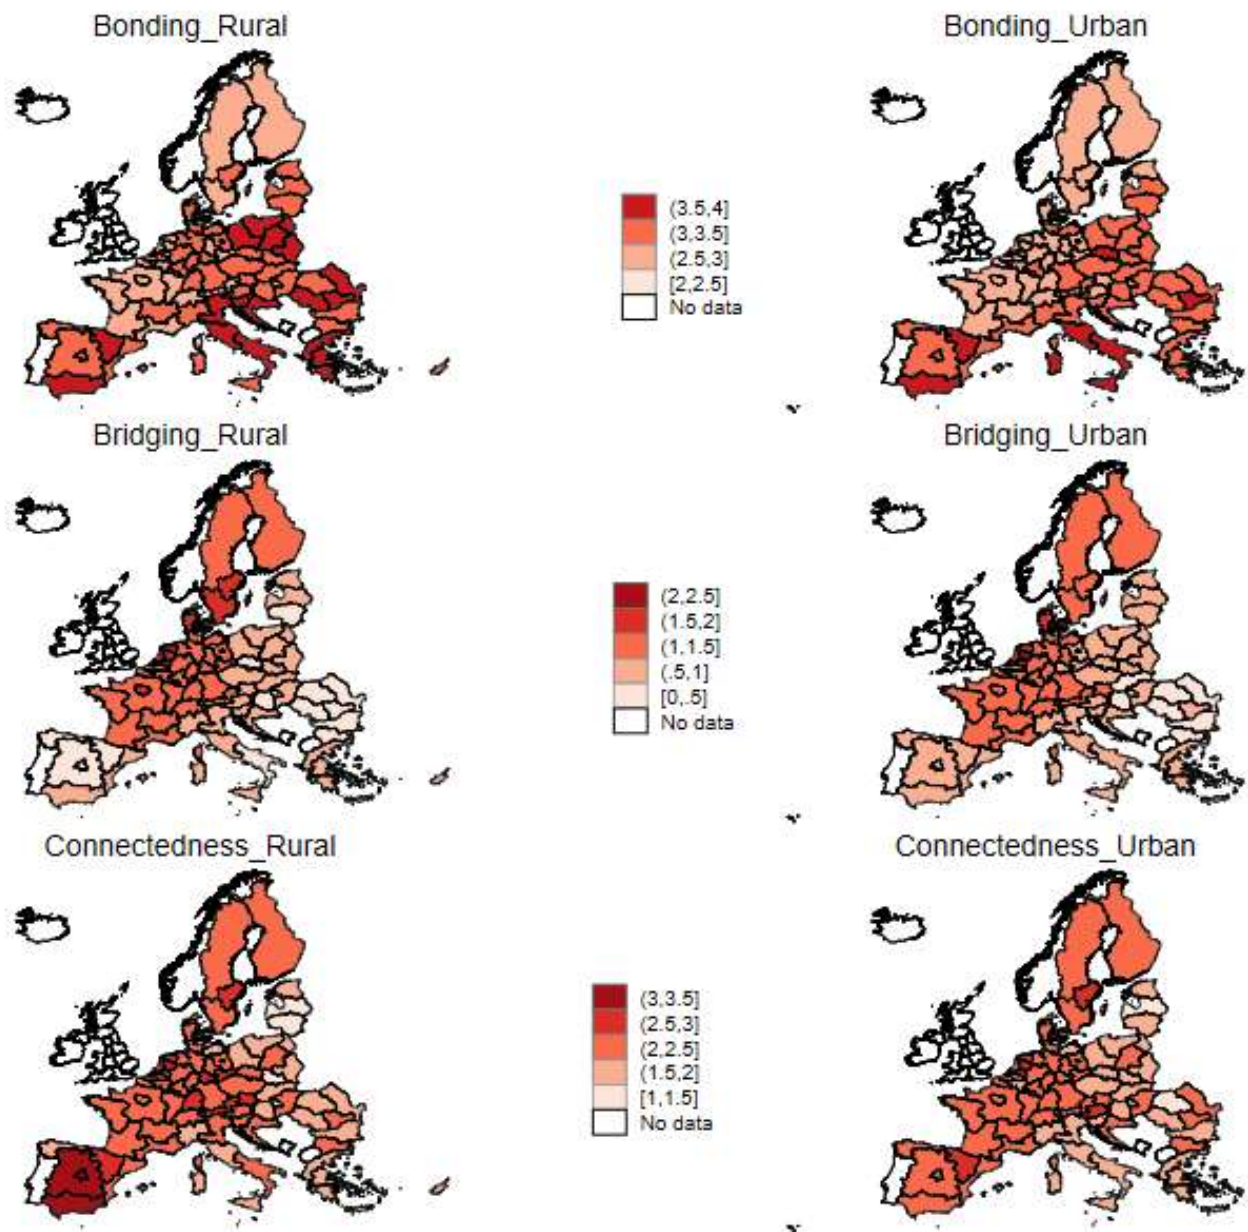 Bonding_Rural
Bonding_Urban
(3.5,4]
(3,3.5]
(2.5,3]
[2,2.5]
No data
Bridging_Rural
Bridging_Urban
(2,2.5]
(1.5,2]
(1,1.5]
(.5,1]
[0,.5]
No data
Connectedness_Rural
Connectedness_Urban
(3,3.5]
(2.5,3]
(2,2.5]
(1.5,2]
[1,1.5]
No data